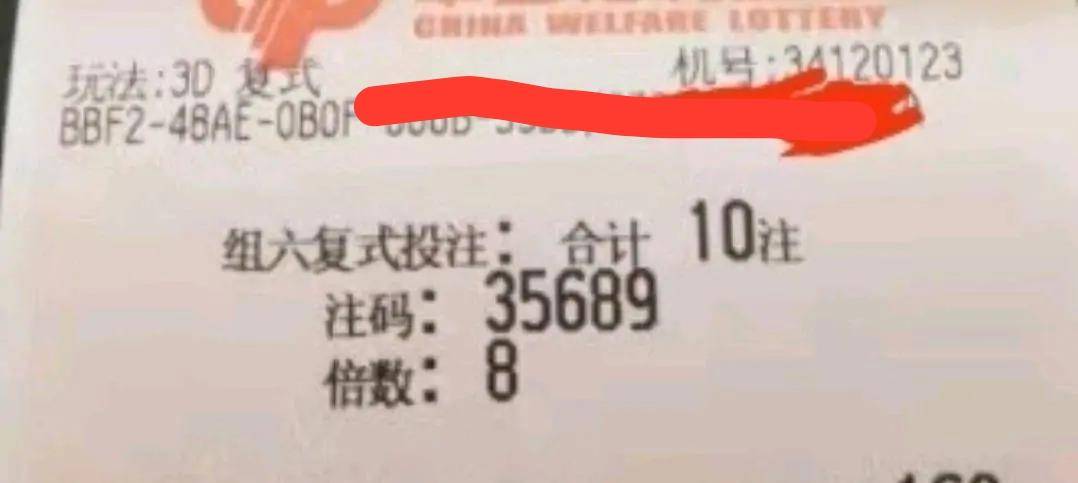 CHINA WELFARE LOTTERY
玩法:3D 复式 机号:34120123
BBF2-48AE-0B0F
组六复式投注: 合计 10注
注码: 35689
倍数: 8